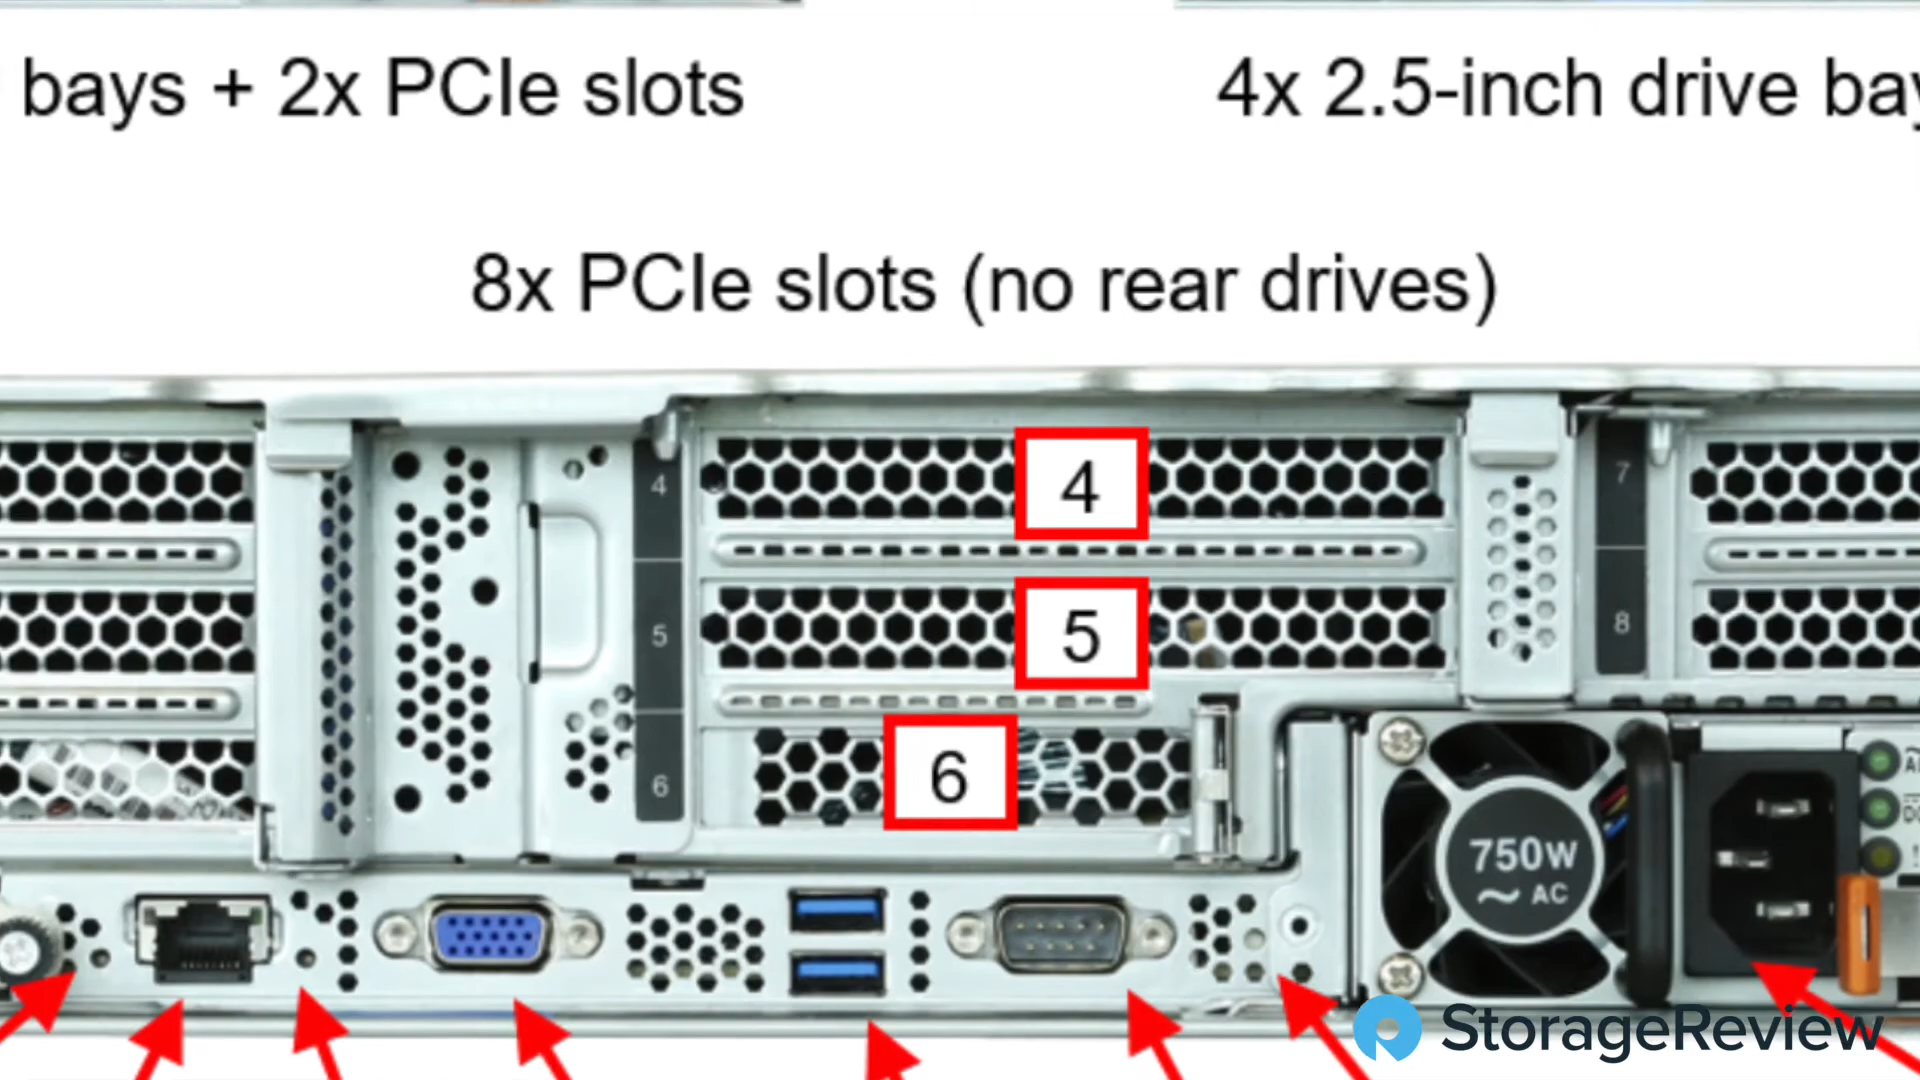 bays + 2x PCIe slots
4x 2.5-inch drive
8x PCIe slots (no rear drives)
4
4
7
5
5
8
6
6
750W
AC
StorageReview